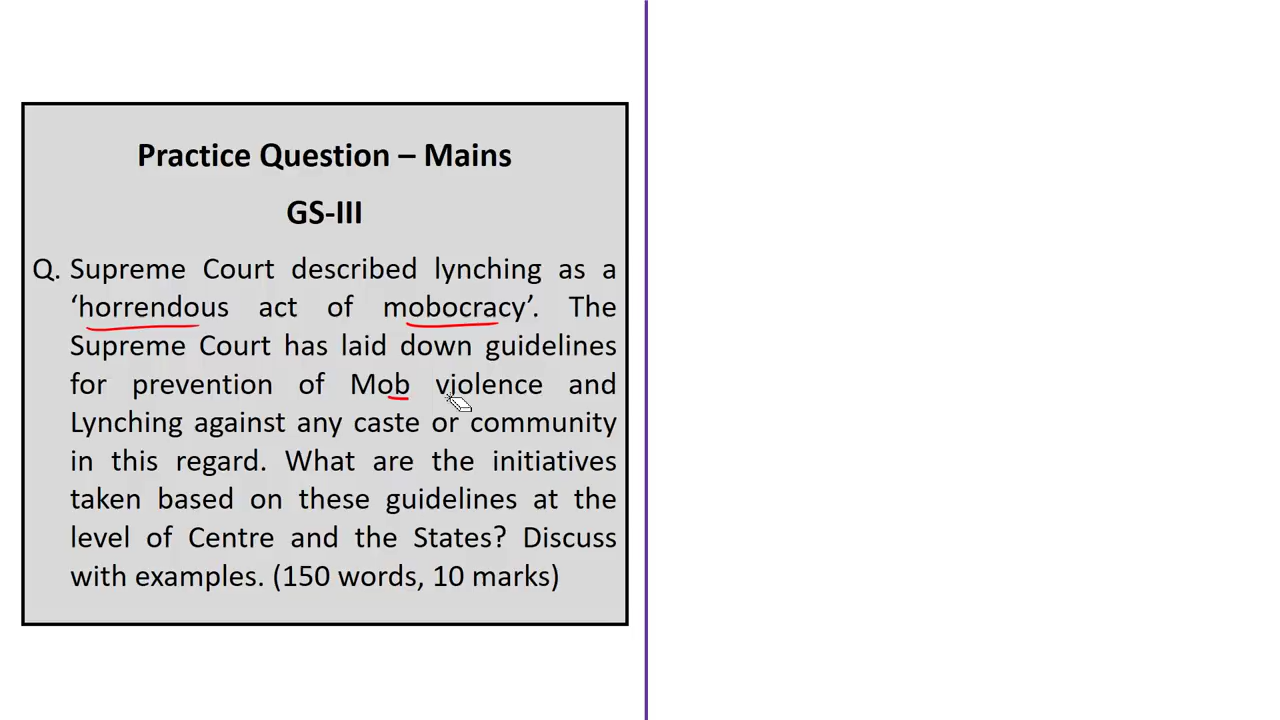 Practice Question – Mains
GS-III
Q. Supreme Court described lynching as a
‘horrendous act of mobocracy’. The
Supreme Court has laid down guidelines
for prevention of Mob violence and
Lynching against any caste or community
in this regard. What are the initiatives
taken based on these guidelines at the
level of Centre and the States? Discuss
with examples. (150 words, 10 marks)